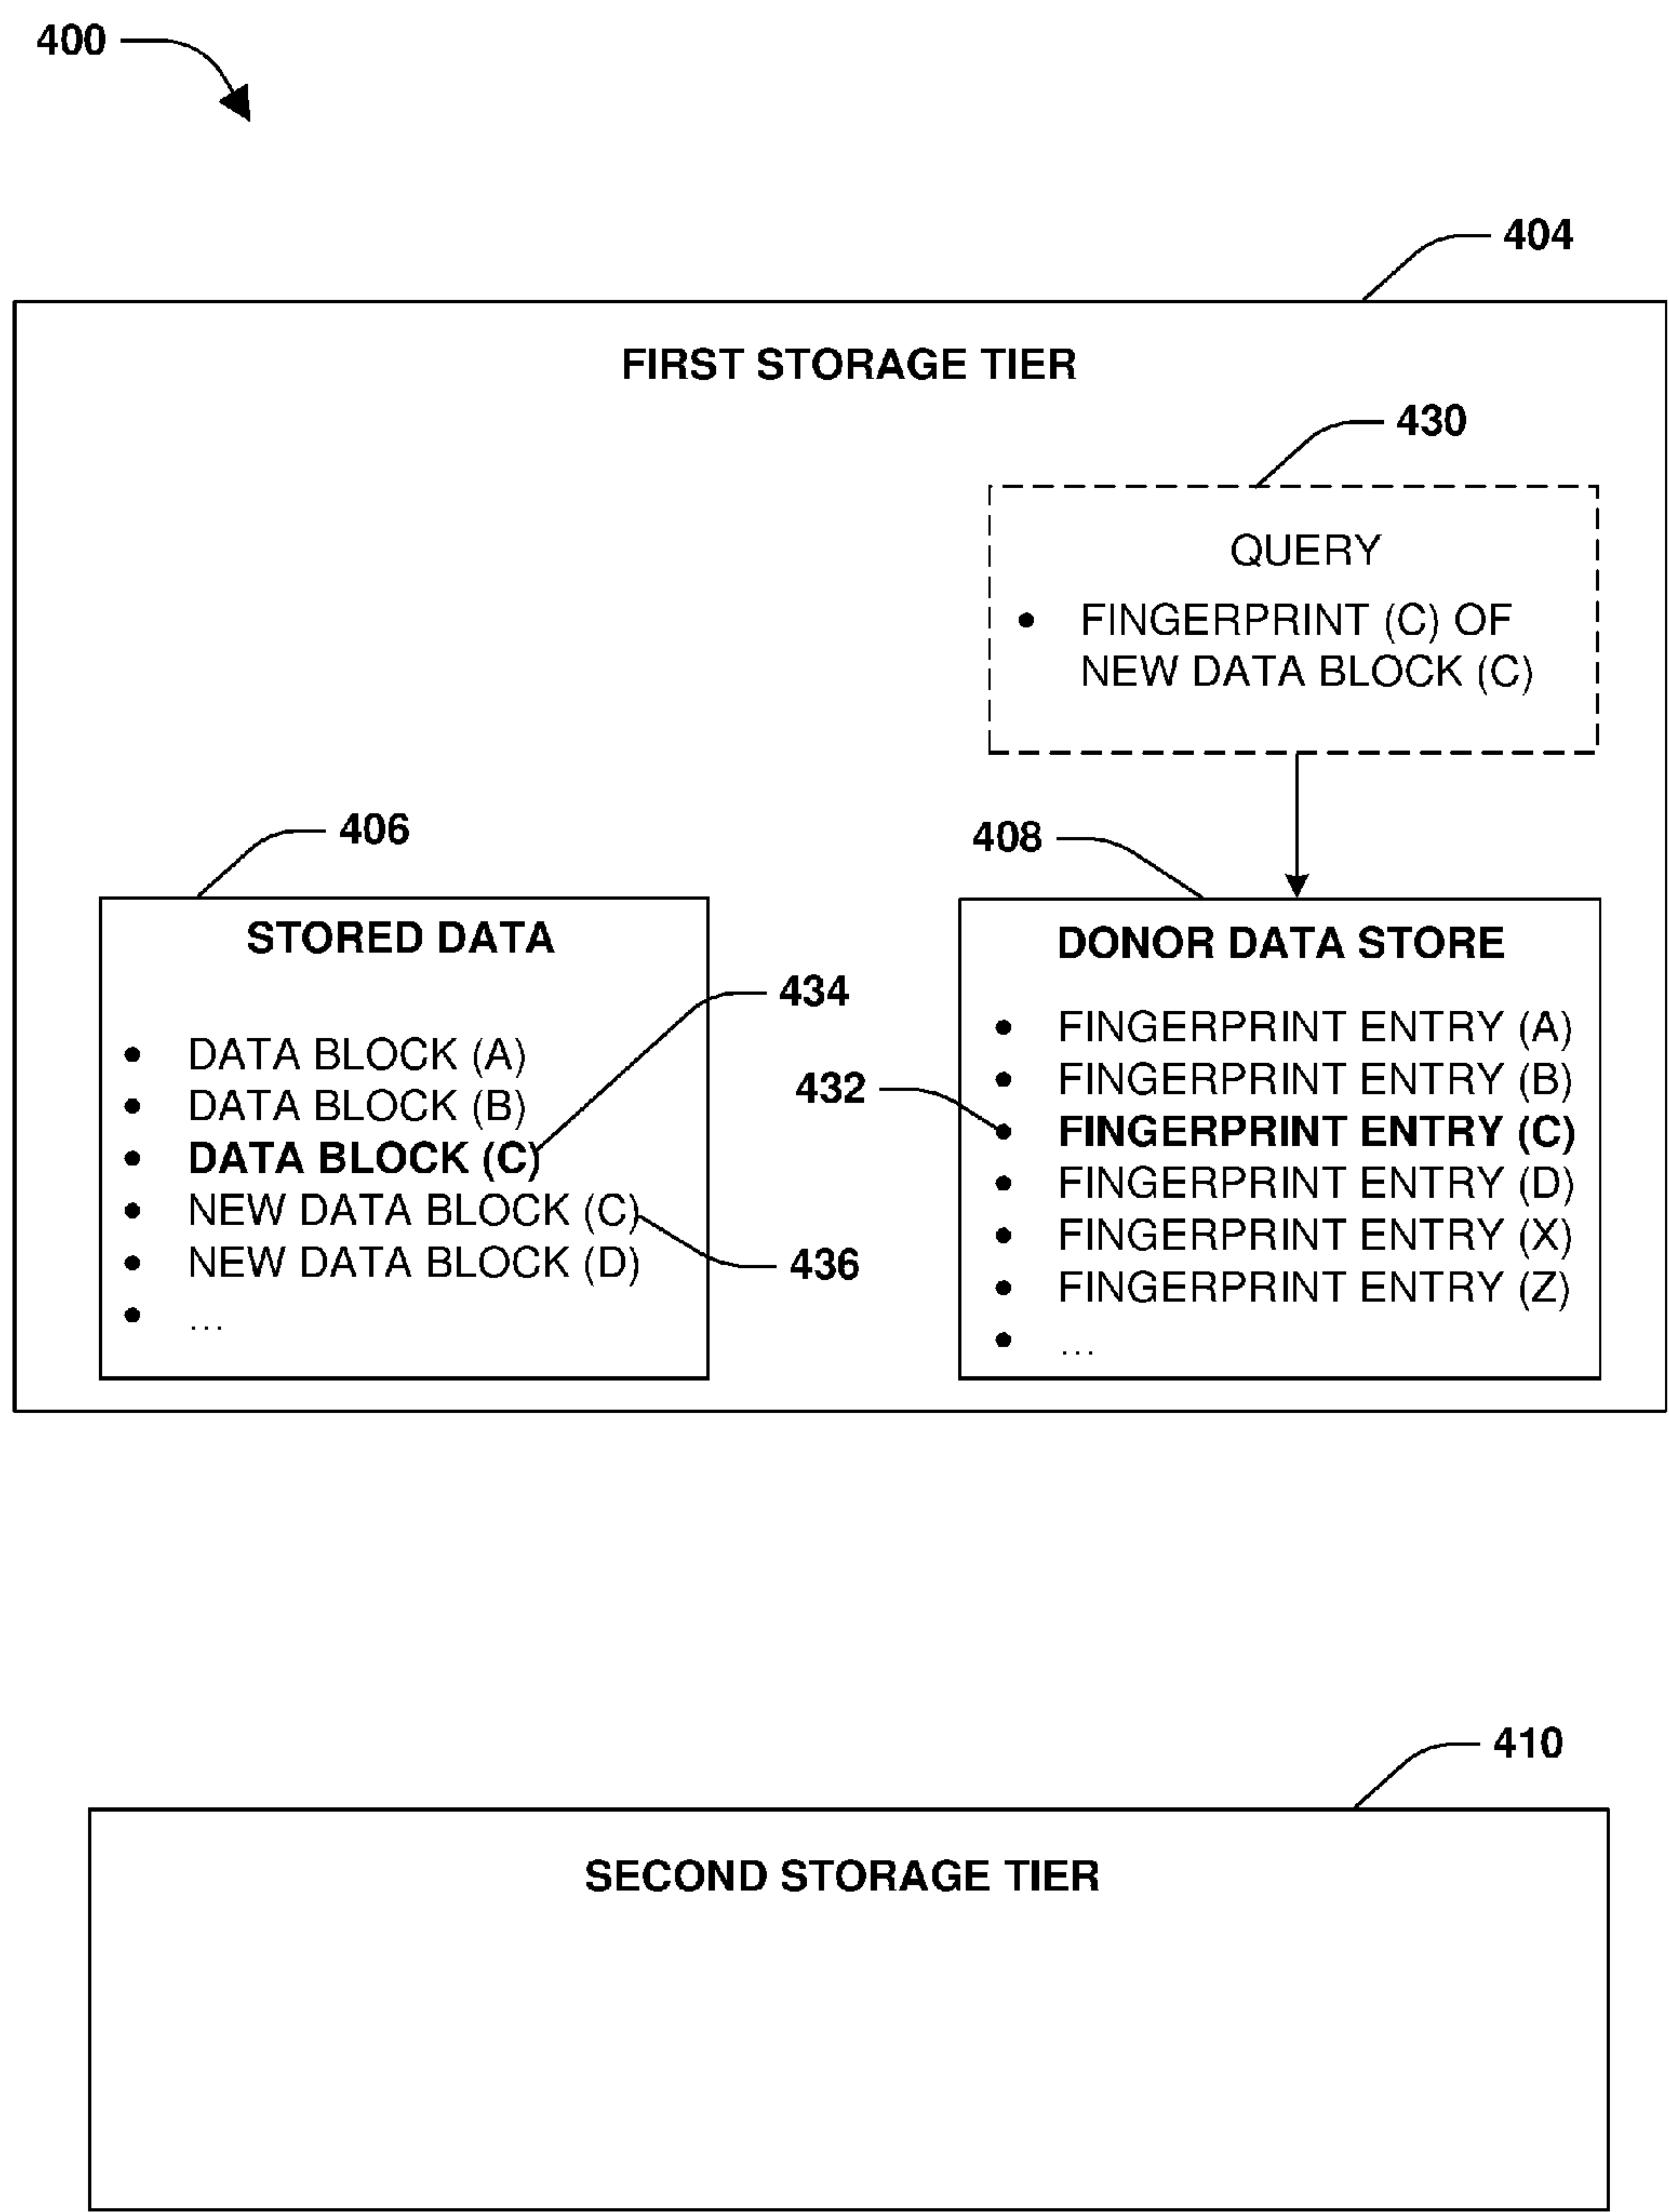 400
404
FIRST STORAGE TIER
430
QUERY
• FINGERPRINT (C) OF
NEW DATA BLOCK (C)
406
408
STORED DATA
• DATA BLOCK (A)
• DATA BLOCK (B)
• DATA BLOCK (C)
• NEW DATA BLOCK (C)
• NEW DATA BLOCK (D)
• ...
434
436
DONOR DATA STORE
• FINGERPRINT ENTRY (A)
• FINGERPRINT ENTRY (B)
• FINGERPRINT ENTRY (C)
• FINGERPRINT ENTRY (D)
• FINGERPRINT ENTRY (X)
• FINGERPRINT ENTRY (Z)
• ...
432
410
SECOND STORAGE TIER